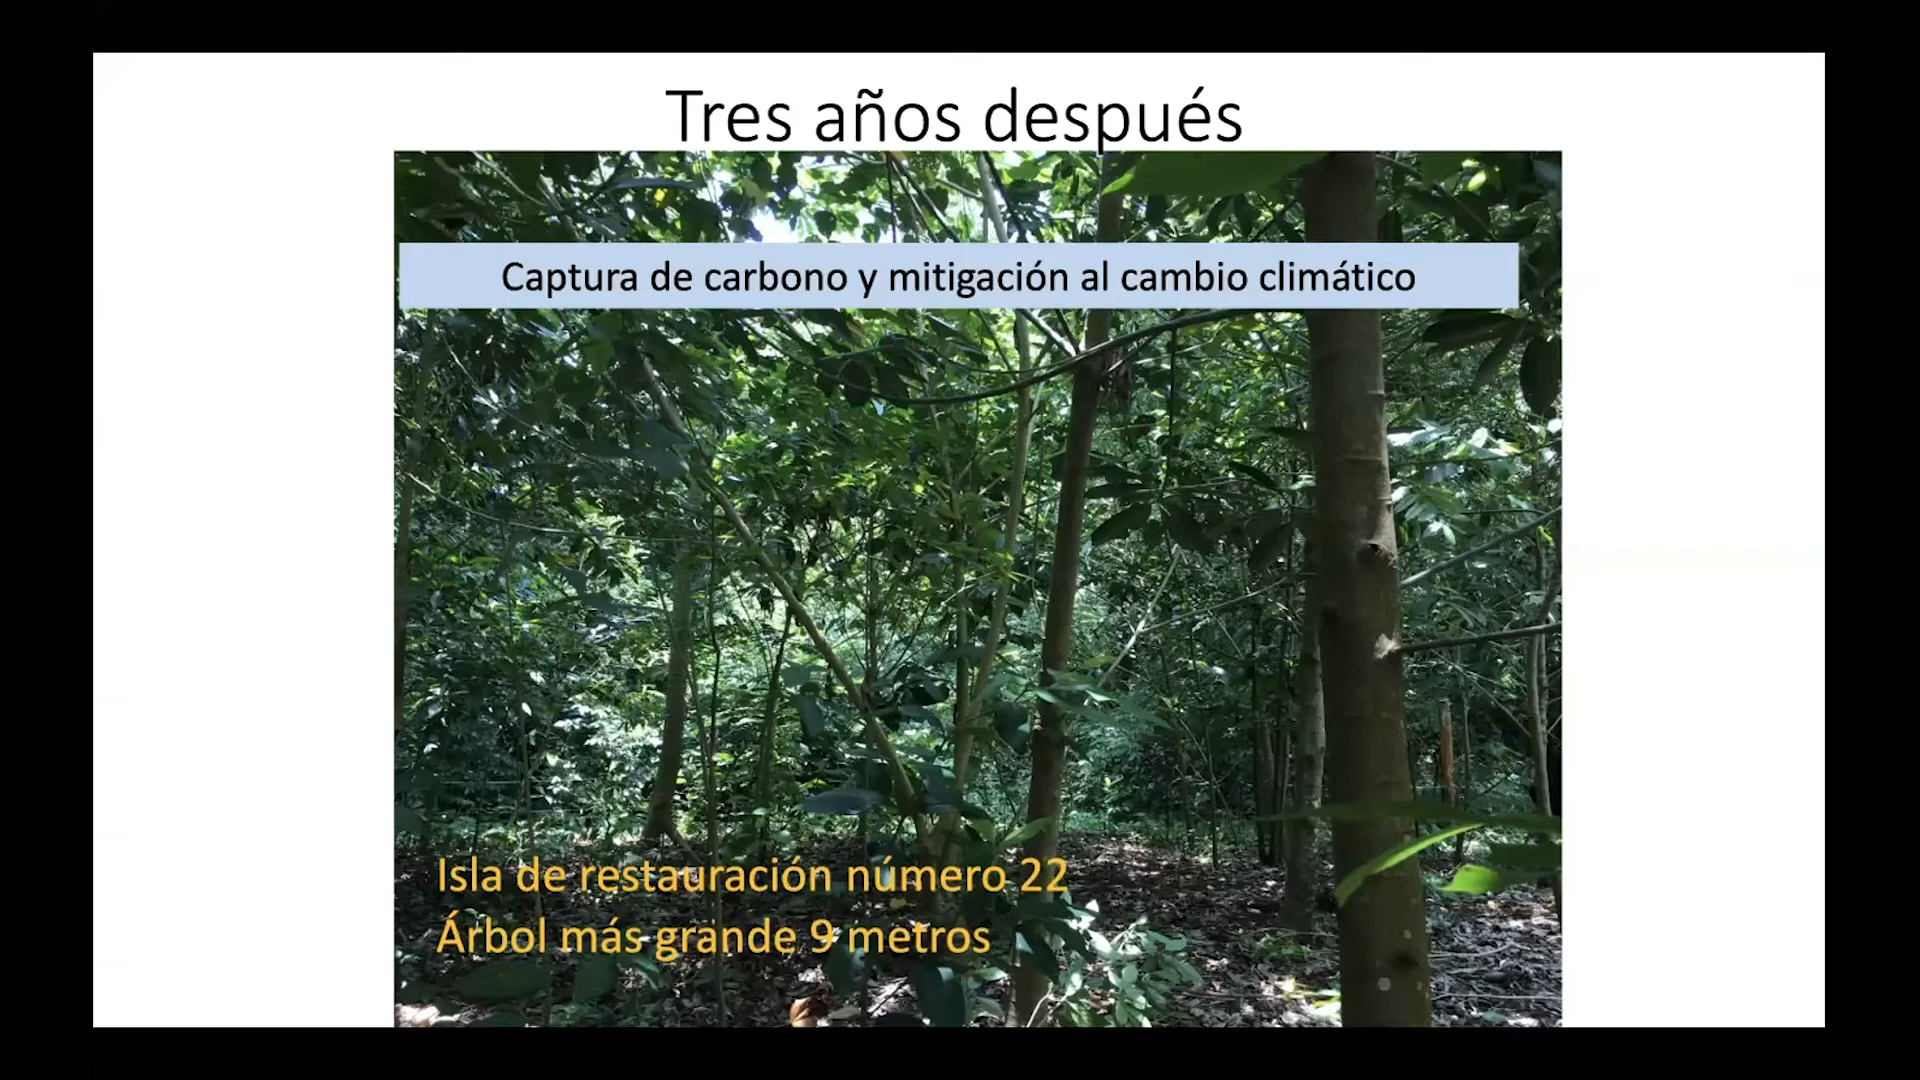 Tres años después
Captura de carbono y mitigación al cambio climático
Isla de restauración número 22
Árbol más grande 9 metros